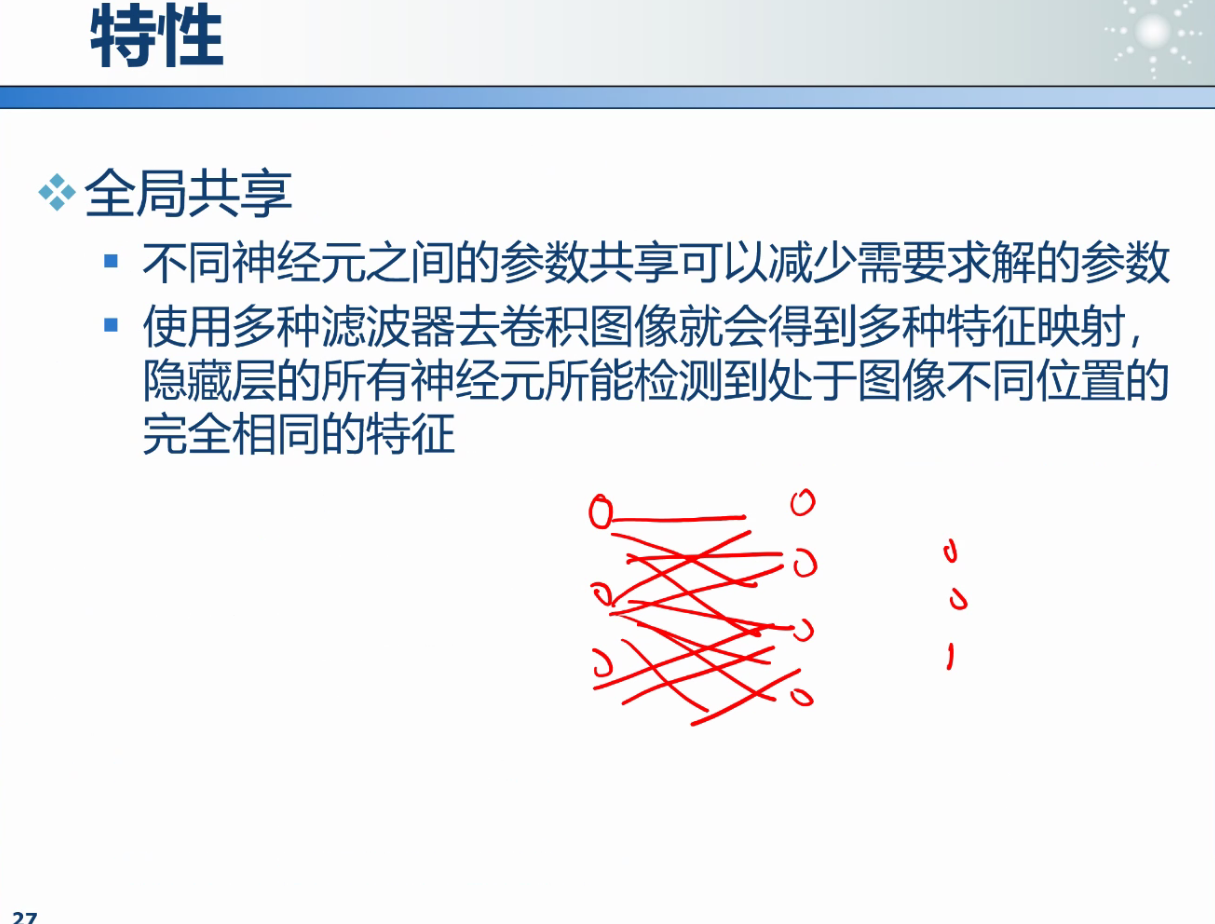 特性
全局共享
不同神经元之间的参数共享可以减少需要求解的参数
使用多种滤波器去卷积图像就会得到多种特征映射，
隐藏层的所有神经元所能检测到处于图像不同位置的
完全相同的特征
27